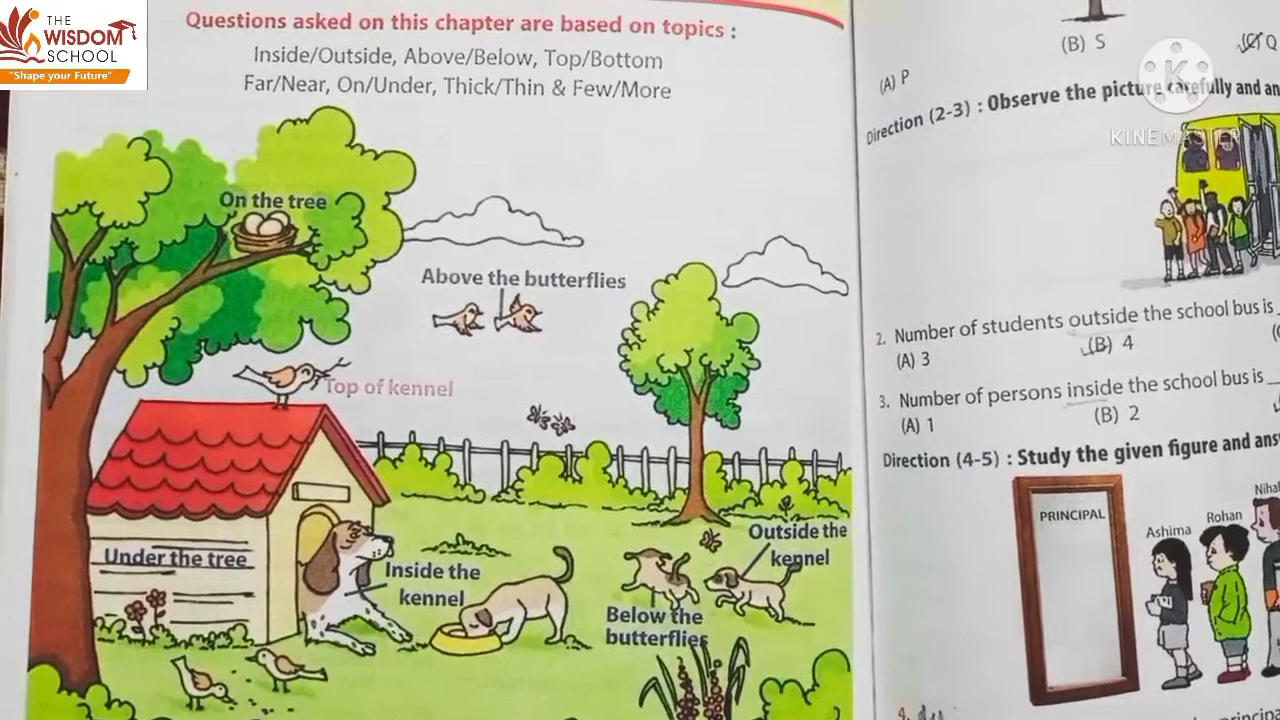 THE
WISDOM
SCHOOL
"Shape your Future"
Questions asked on this chapter are based on topics :
Inside/Outside, Above/Below, Top/Bottom
Far/Near, On/Under, Thick/Thin & Few/More
On the tree
Above the butterflies
Top of kennel
Under the tree
Inside the
kennel
Outside the
kennel
Below the
butterflies
(A) P
(B) S
Q
K
KINEMASTER
Direction (2-3) : Observe the picture carefully and
2. Number of students outside the school bus is
(A) 3
(B) 4
3. Number of persons inside the school bus is
(A) 1
(B) 2
Direction (4-5) : Study the given figure and
PRINCIPAL
Ashima
Rohan
4.